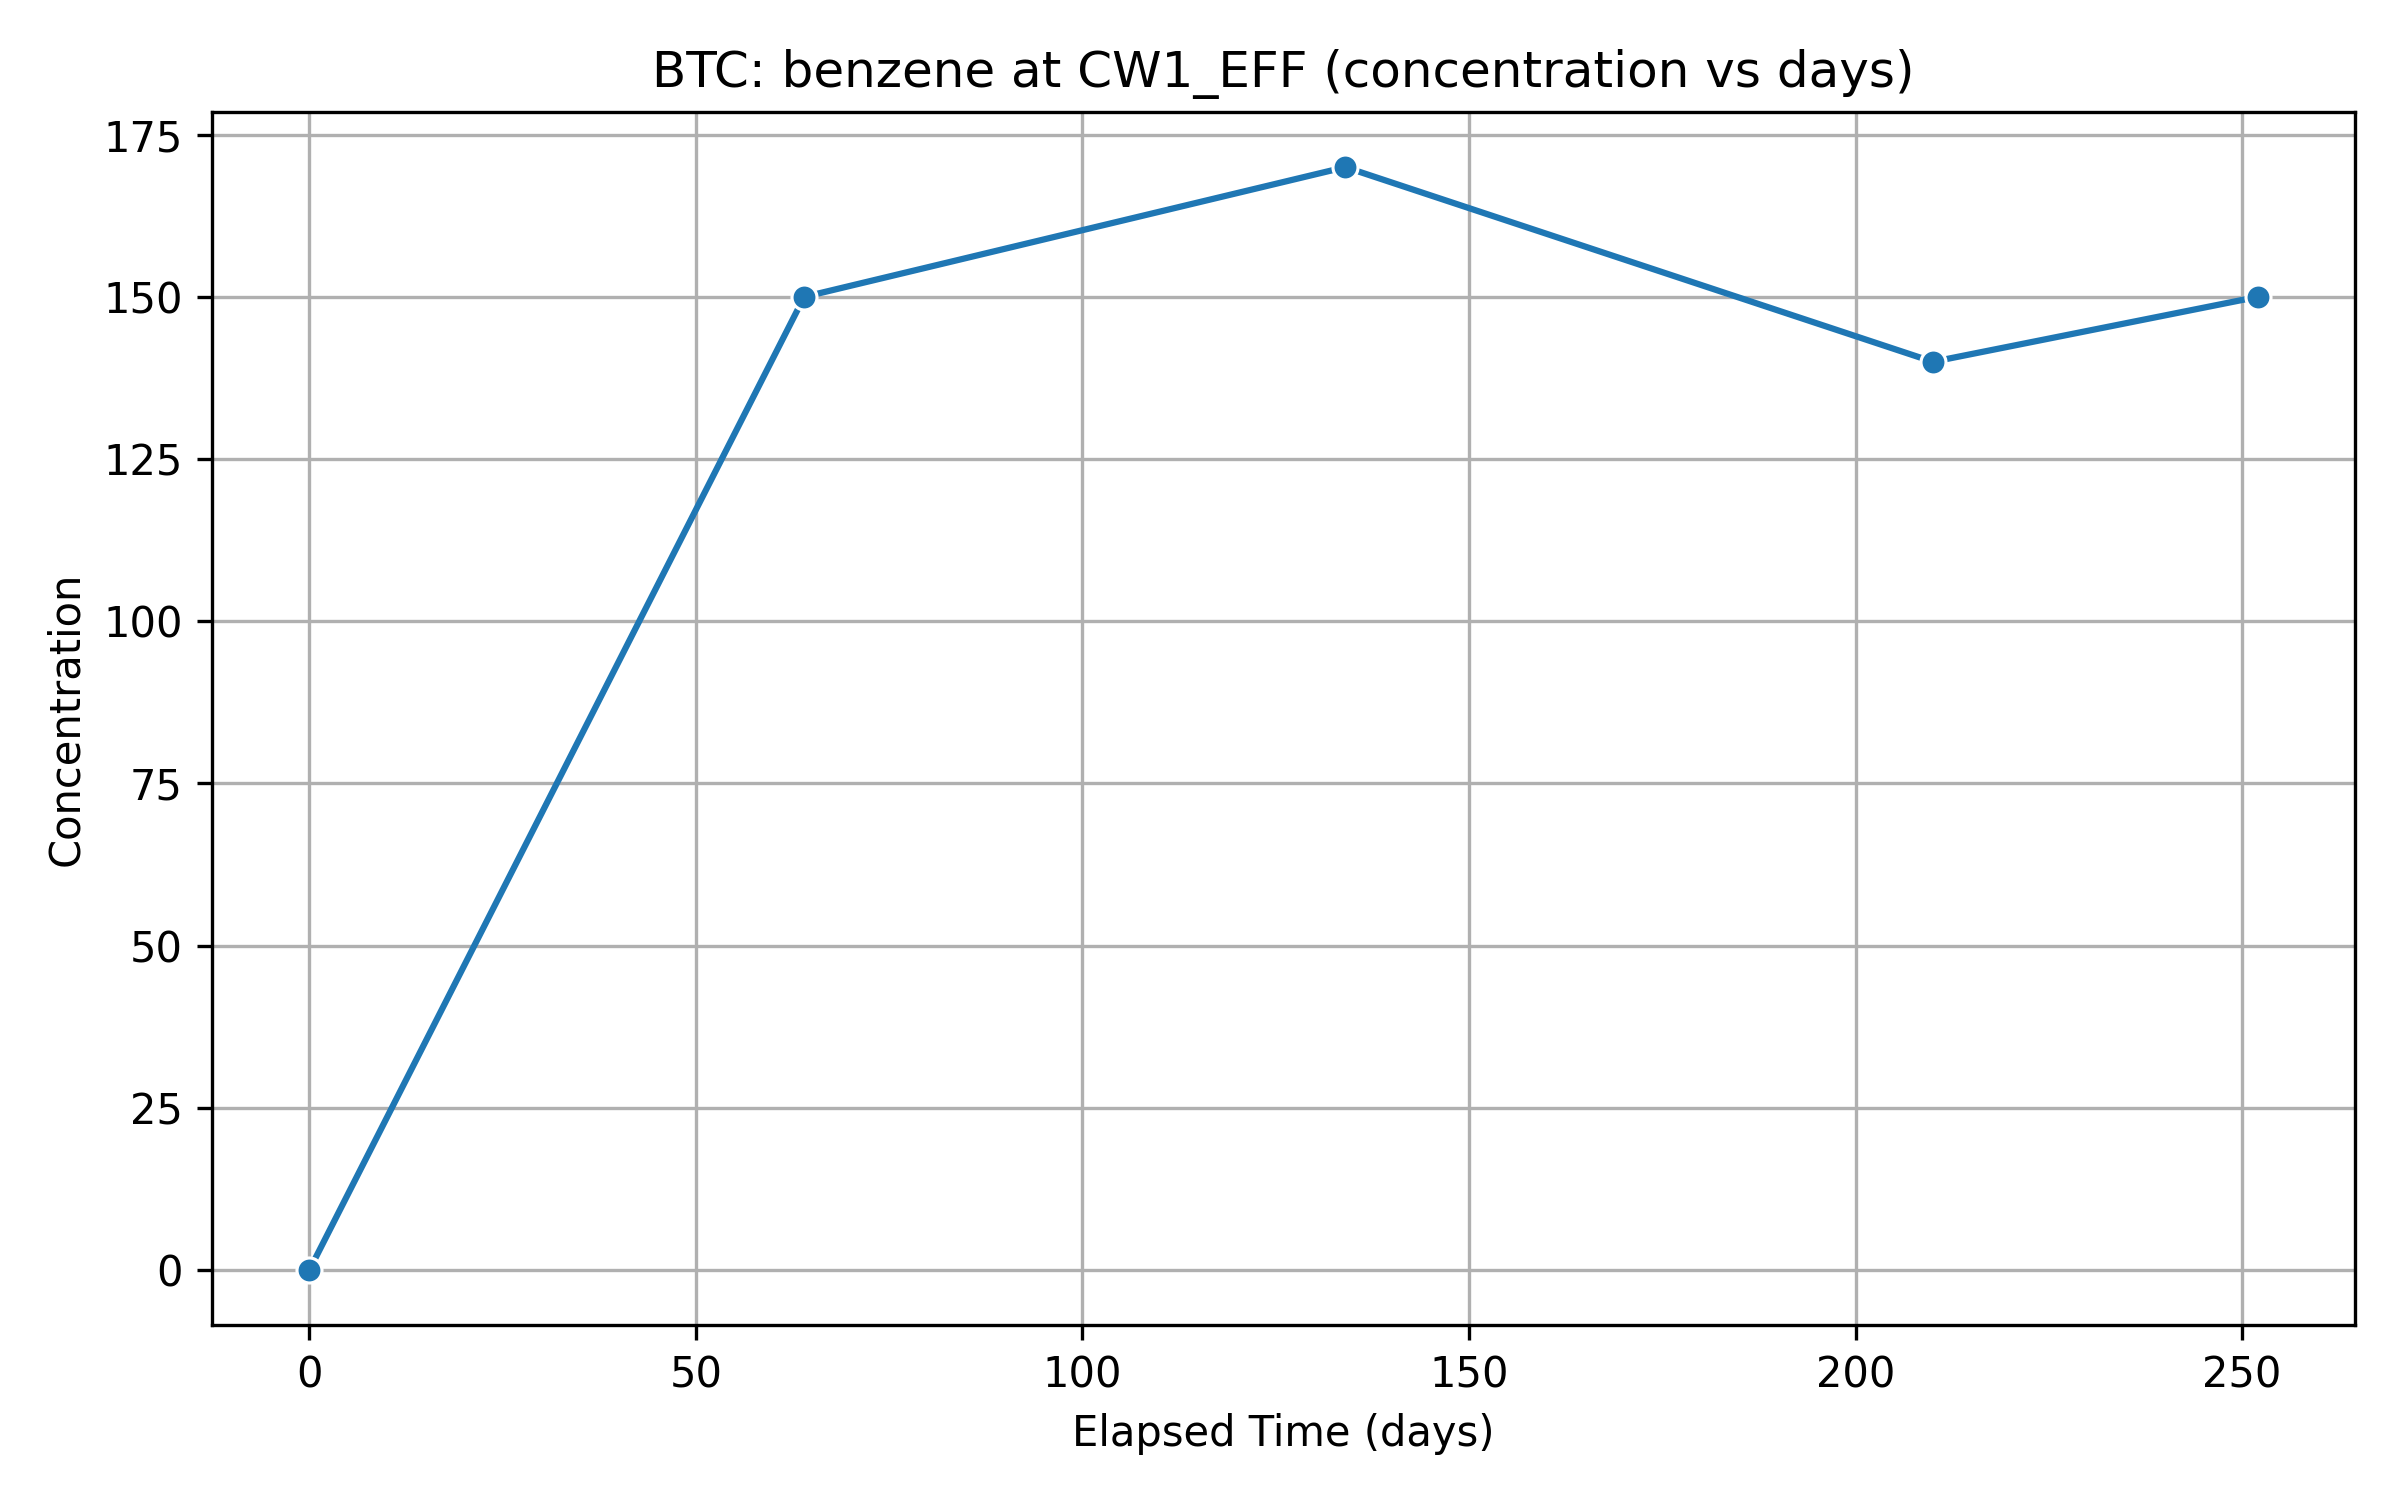 BTC: benzene at CW1_EFF (concentration vs days)
175
150
125
100
75
50
25
0
Concentration
0 50 100 150 200 250
Elapsed Time (days)